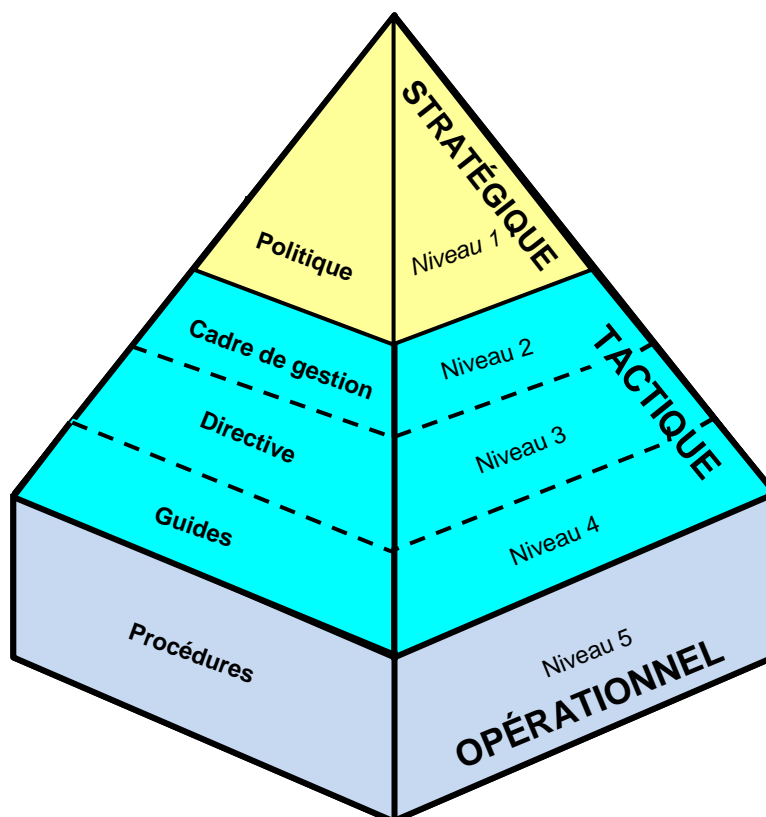 STRATÉGIQUE
Politique
Niveau 1
Cadre de gestion
Niveau 2
TACTIQUE
Directive
Niveau 3
Guides
Niveau 4
Procédures
Niveau 5
OPÉRATIONNEL